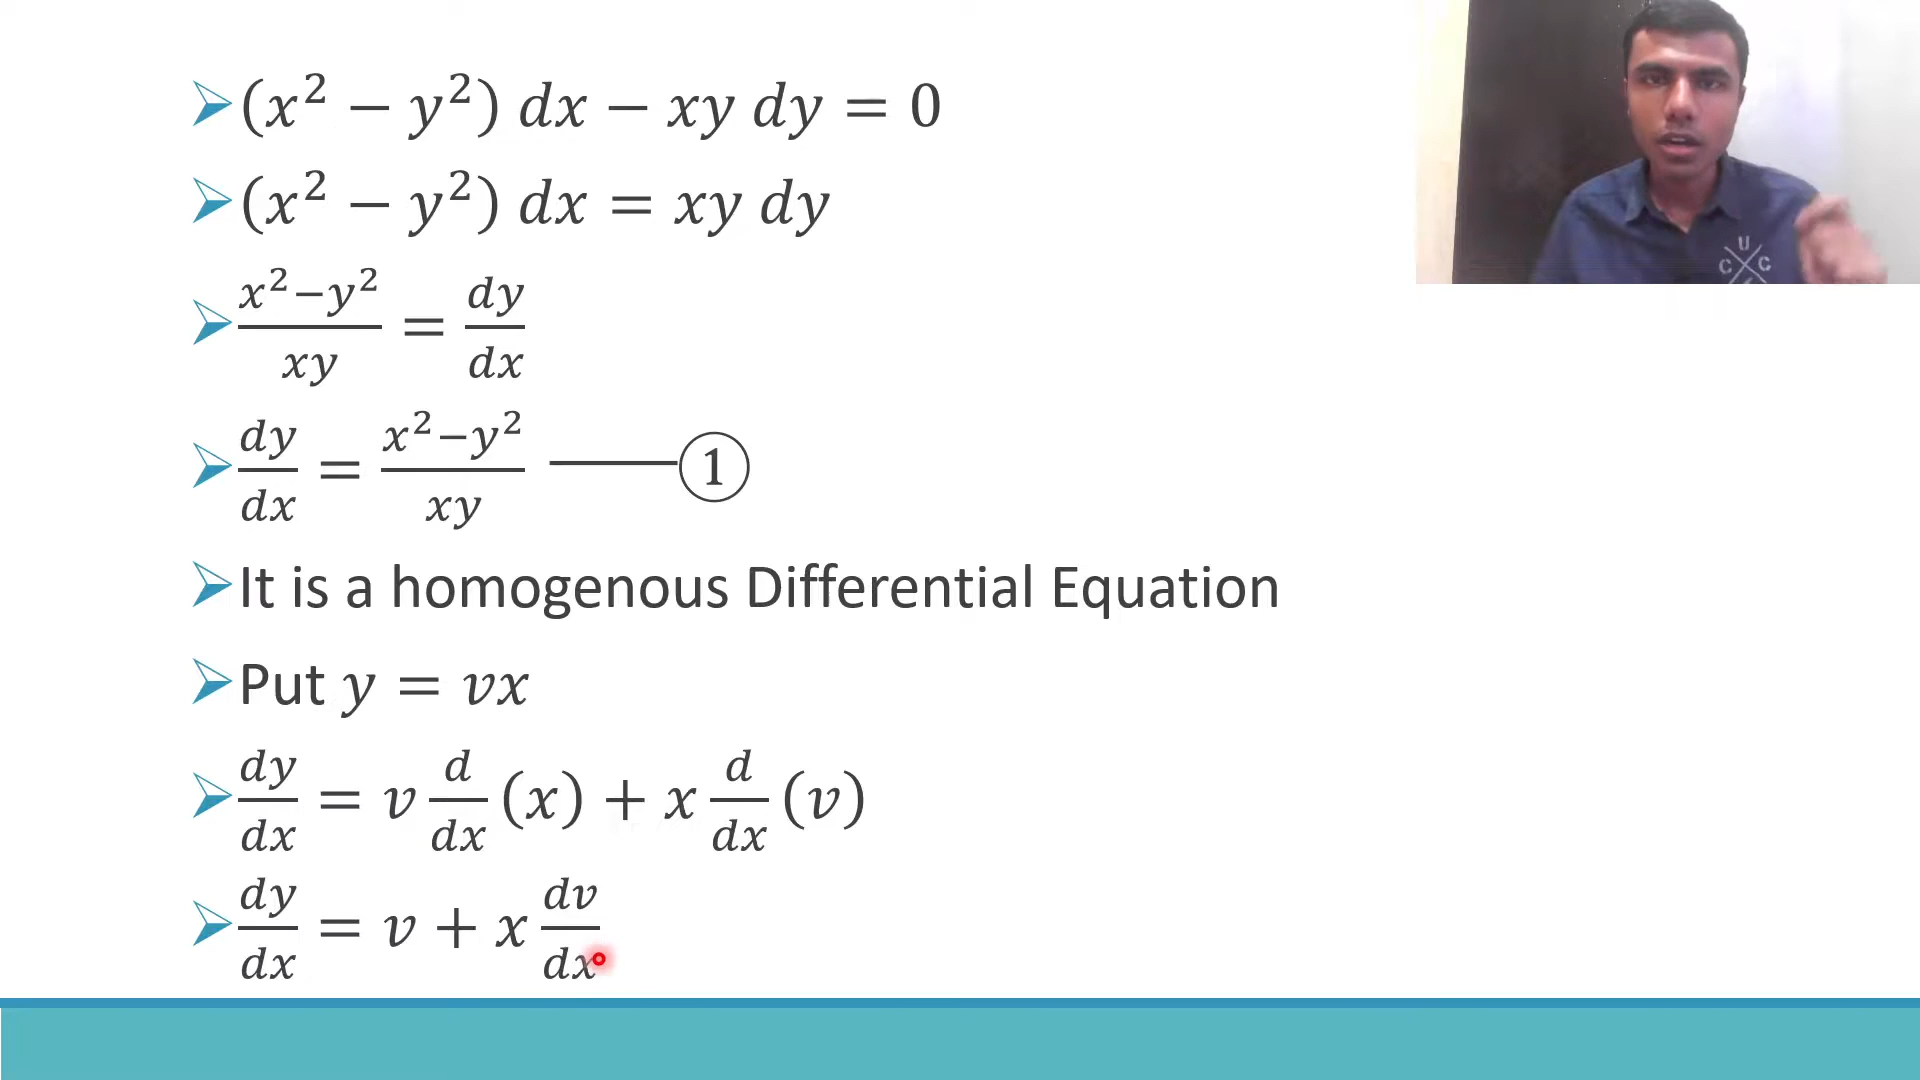 (x² − y²) dx − xy dy = 0
(x² − y²) dx = xy dy
x²−y²/xy = dy/dx
dy/dx = x²−y²/xy ——①
It is a homogenous Differential Equation
Put y = vx
dy/dx = v d/dx (x) + x d/dx (v)
dy/dx = v + x dv/dx
U
C C